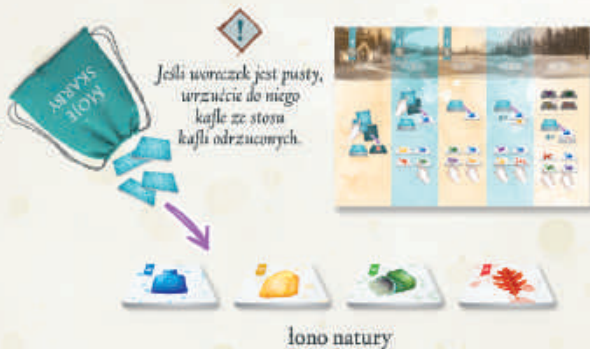 MOJE
SKARBY
Jeśli woreczek jest pusty,
wrzućcie do niego
kafle ze stosu
kafli odrzuconych.
łono natury